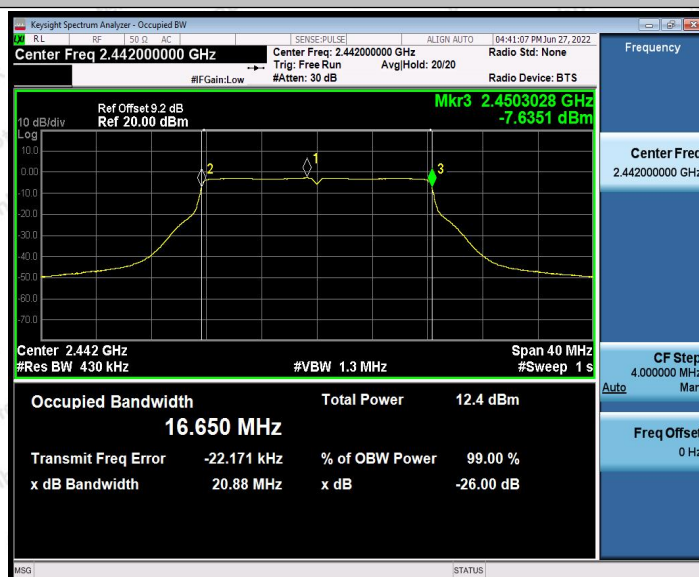 Keysight Spectrum Analyzer - Occupied BW
LXI RL RF 50 Ω AC SENSE:PULSE ALIGN AUTO 04:41:07 PM Jun 27, 2022
Center Freq 2.442000000 GHz
Center Freq: 2.442000000 GHz
Radio Std: None
Trig: Free Run Avg|Hold: 20/20
#IFGain:Low #Atten: 30 dB Radio Device: BTS
Frequency
Mkr3 2.4503028 GHz
-7.6351 dBm
Ref Offset 9.2 dB
10 dB/div Ref 20.00 dBm
Log
10.0
0.00
-10.0
-20.0
-30.0
-40.0
-50.0
-60.0
-70.0
2
1
3
Center Freq
2.442000000 GHz
Center 2.442 GHz Span 40 MHz
#Res BW 430 kHz #VBW 1.3 MHz #Sweep 1 s
CF Step
4.000000 MHz
Auto Man
Occupied Bandwidth Total Power 12.4 dBm
16.650 MHz
Transmit Freq Error -22.171 kHz % of OBW Power 99.00 %
x dB Bandwidth 20.88 MHz x dB -26.00 dB
Freq Offset
0 Hz
MSG STATUS